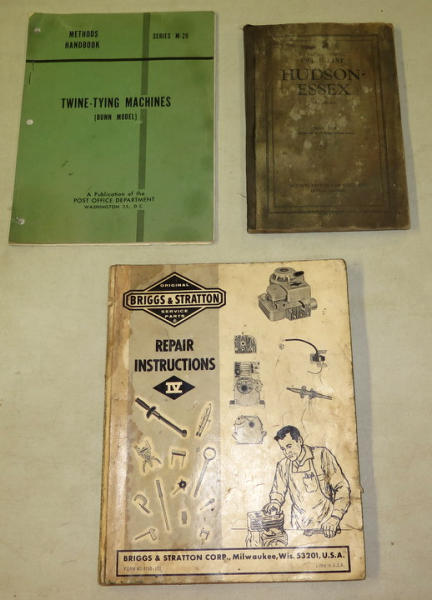 METHODS
HANDBOOK
SERIES M-29
TWINE-TYING MACHINES
(BUNN MODEL)
A Publication of the
POST OFFICE DEPARTMENT
WASHINGTON 25, D.C.
HUDSON-
ESSEX
ORIGINAL
BRIGGS & STRATTON
SERVICE
PARTS
REPAIR
INSTRUCTIONS
IV
BRIGGS & STRATTON CORP., Milwaukee, Wis. 53201, U.S.A.